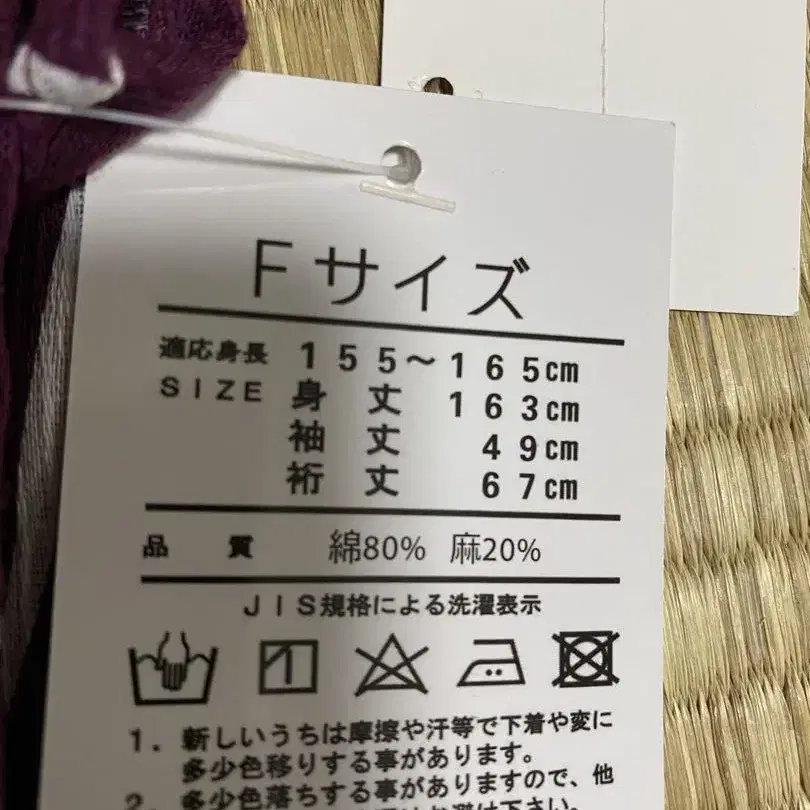 Fサイズ
適応身長 155～165cm
SIZE 身丈 163cm
袖丈 49cm
裄丈 67cm
品質 綿80% 麻20%
JIS規格による洗濯表示
1. 新しいうちは摩擦や汗等で下着や変に
多少色移りする事があります。
2. 多少色落ちする事がありますので、他